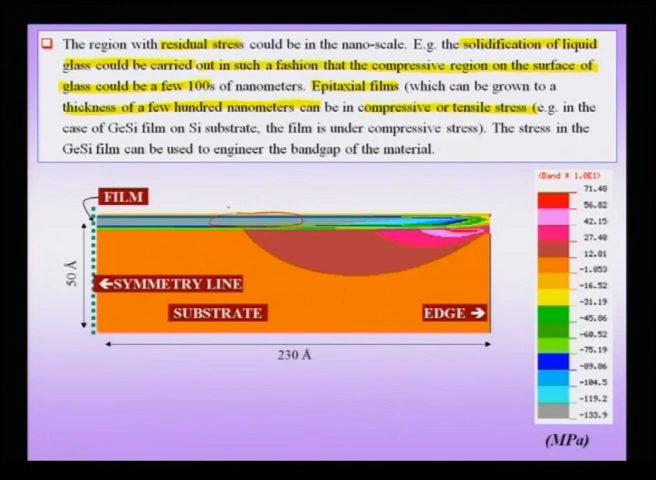 The region with residual stress could be in the nano-scale. E.g. the solidification of liquid
glass could be carried out in such a fashion that the compressive region on the surface of
glass could be a few 100s of nanometers. Epitaxial films (which can be grown to a
thickness of a few hundred nanometers can be in compressive or tensile stress (e.g. in the
case of GeSi film on Si substrate, the film is under compressive stress). The stress in the
GeSi film can be used to engineer the bandgap of the material.
(Band * 1.0E1)
71.48
56.82
42.15
27.48
12.01
-1.853
-16.52
-31.19
-45.86
-60.52
-75.19
-89.86
-104.5
-119.2
-133.9
(MPa)
FILM
50 Å
←SYMMETRY LINE
SUBSTRATE
EDGE →
230 Å